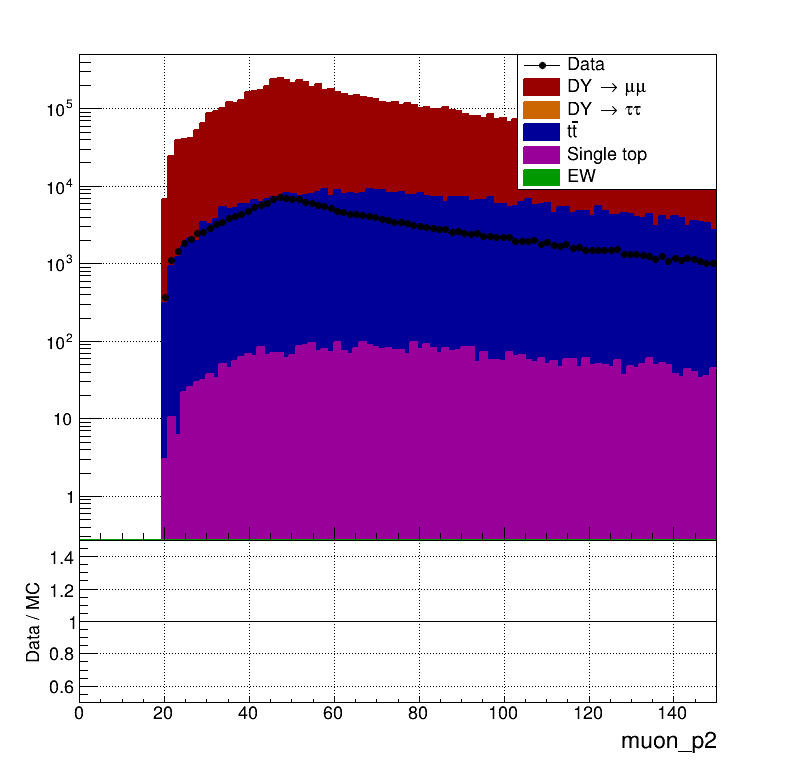 Data
DY → μμ
DY → ττ
tt̄
Single top
EW
10⁵
10⁴
10³
10²
10
1
Data / MC
1.4
1.2
1
0.8
0.6
0 20 40 60 80 100 120 140
muon_p2